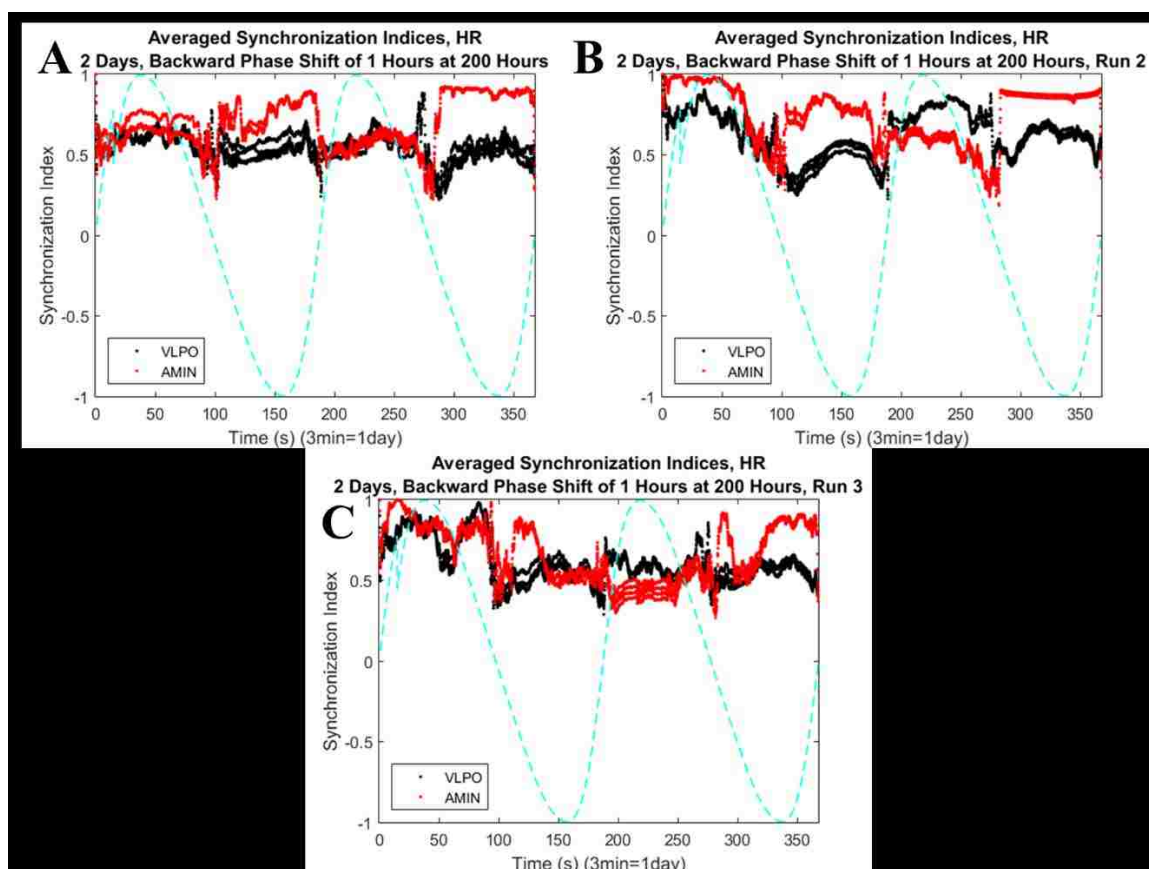 A
Averaged Synchronization Indices, HR
2 Days, Backward Phase Shift of 1 Hours at 200 Hours
Synchronization Index
1
0.5
0
-0.5
-1
VLPO
AMIN
0 50 100 150 200 250 300 350
Time (s) (3min=1day)
B
Averaged Synchronization Indices, HR
2 Days, Backward Phase Shift of 1 Hours at 200 Hours, Run 2
Synchronization Index
1
0.5
0
-0.5
-1
VLPO
AMIN
0 50 100 150 200 250 300 350
Time (s) (3min=1day)
C
Averaged Synchronization Indices, HR
2 Days, Backward Phase Shift of 1 Hours at 200 Hours, Run 3
Synchronization Index
1
0.5
0
-0.5
-1
VLPO
AMIN
0 50 100 150 200 250 300 350
Time (s) (3min=1day)